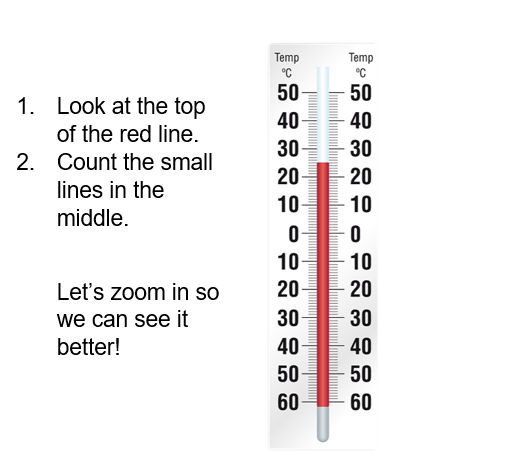 1. Look at the top
of the red line.
2. Count the small
lines in the
middle.
Let’s zoom in so
we can see it
better!
Temp Temp
°C °C
50 50
40 40
30 30
20 20
10 10
0 0
10 10
20 20
30 30
40 40
50 50
60 60